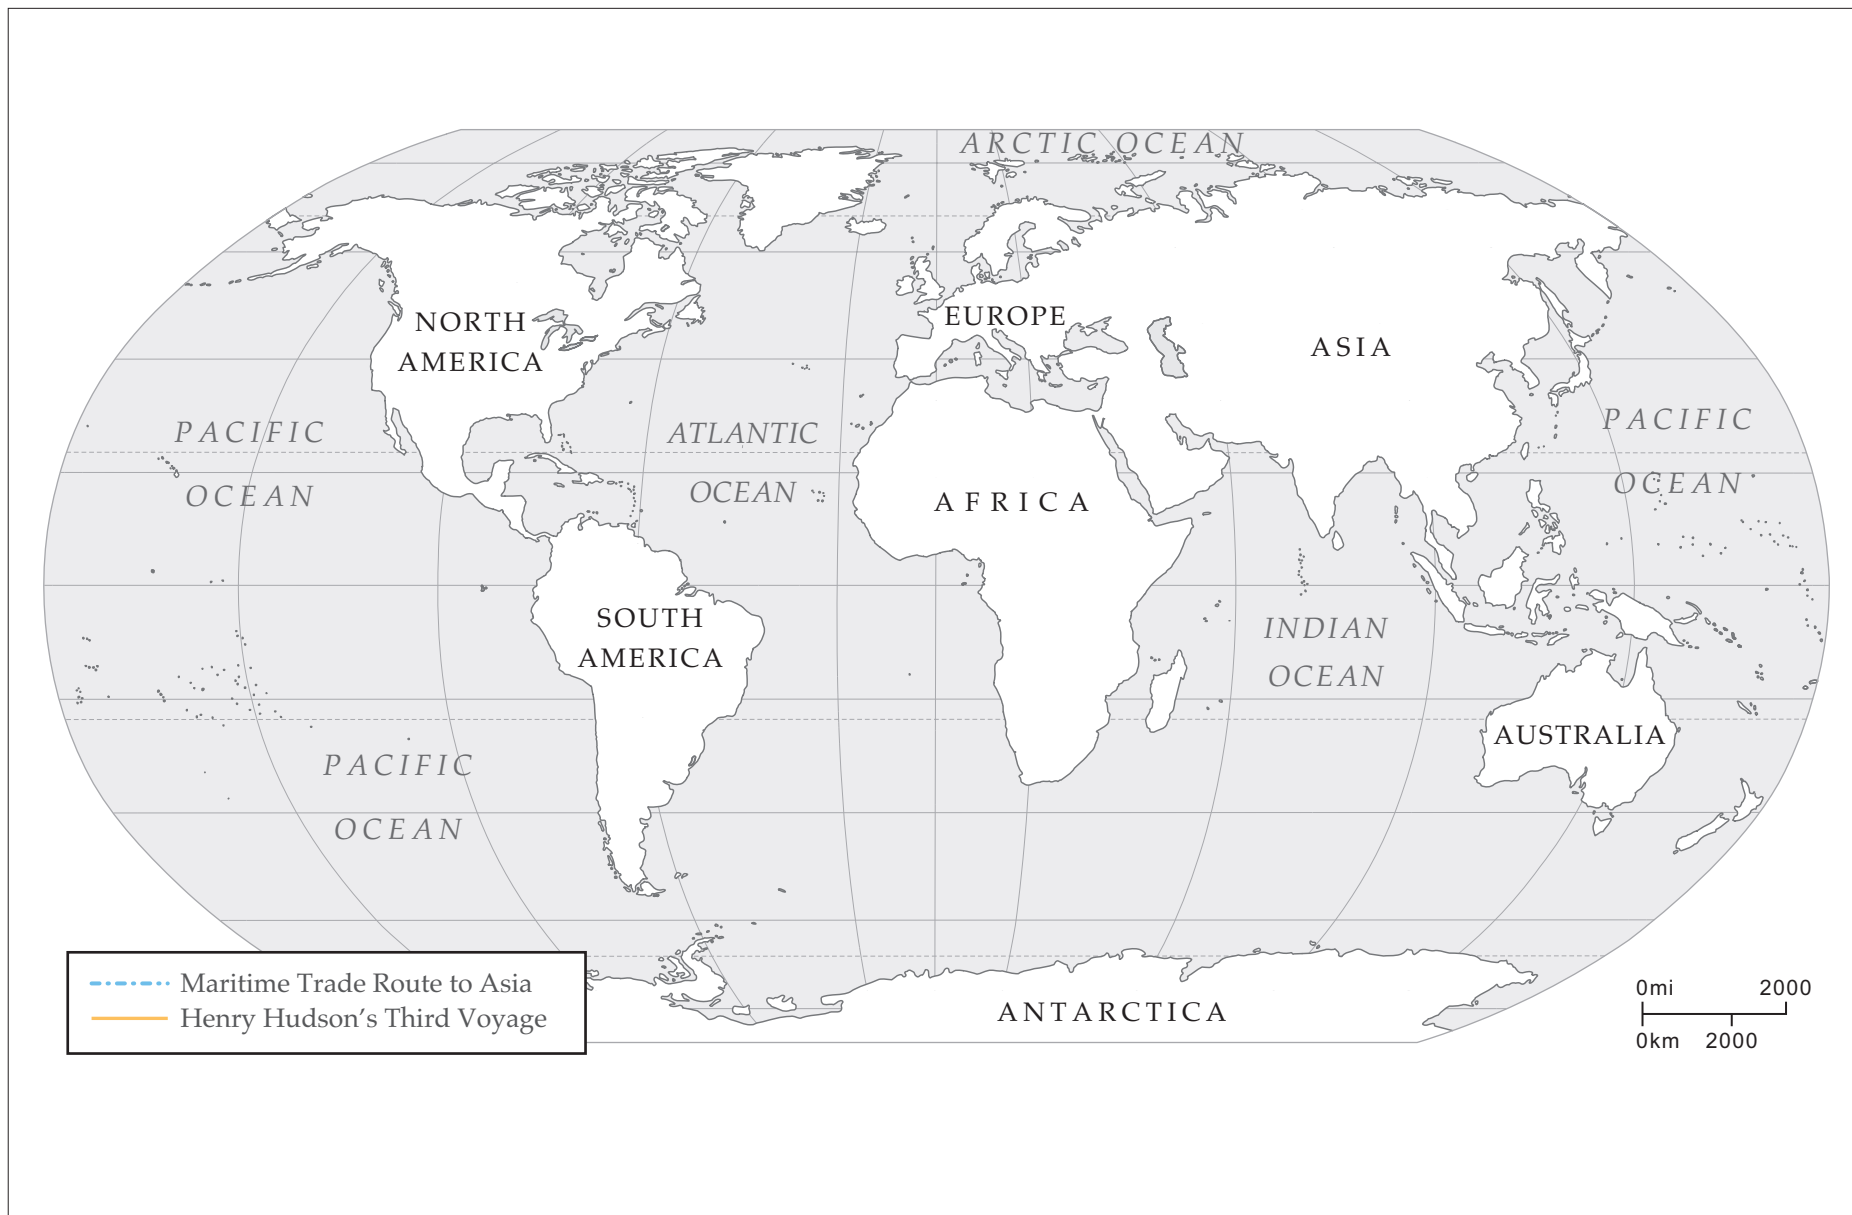 ARCTIC OCEAN
NORTH
AMERICA
EUROPE
ASIA
PACIFIC
OCEAN
ATLANTIC
OCEAN
PACIFIC
OCEAN
AFRICA
SOUTH
AMERICA
INDIAN
OCEAN
AUSTRALIA
PACIFIC
OCEAN
ANTARCTICA
Maritime Trade Route to Asia
Henry Hudson’s Third Voyage
0mi 2000
0km 2000